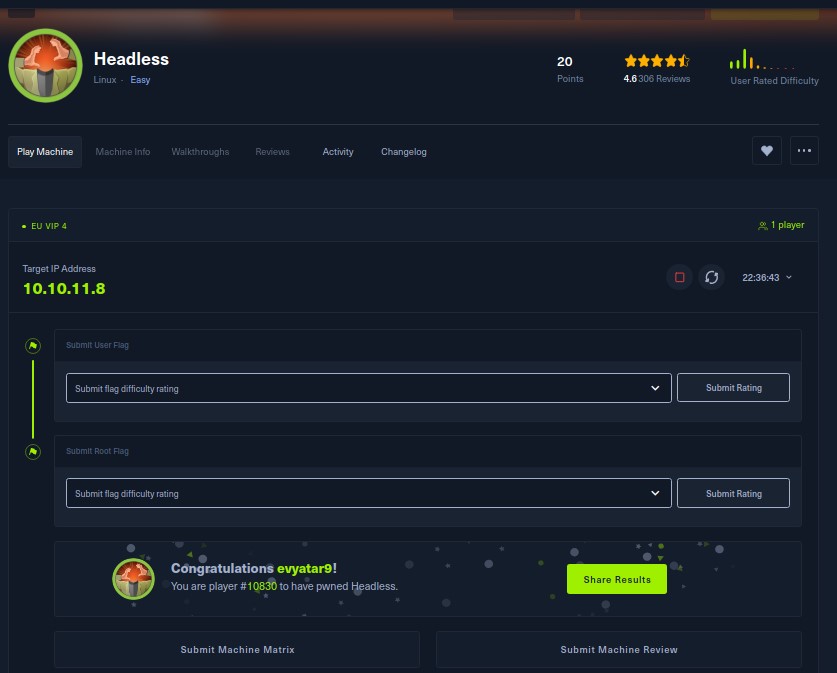 Headless
Linux · Easy
20
Points
4.6 306 Reviews
User Rated Difficulty
Play Machine
Machine Info
Walkthroughs
Reviews
Activity
Changelog
EU VIP 4
1 player
Target IP Address
10.10.11.8
22:36:43
Submit User Flag
Submit flag difficulty rating
Submit Rating
Submit Root Flag
Submit flag difficulty rating
Submit Rating
Congratulations evyatar9!
You are player #10830 to have pwned Headless.
Share Results
Submit Machine Matrix
Submit Machine Review